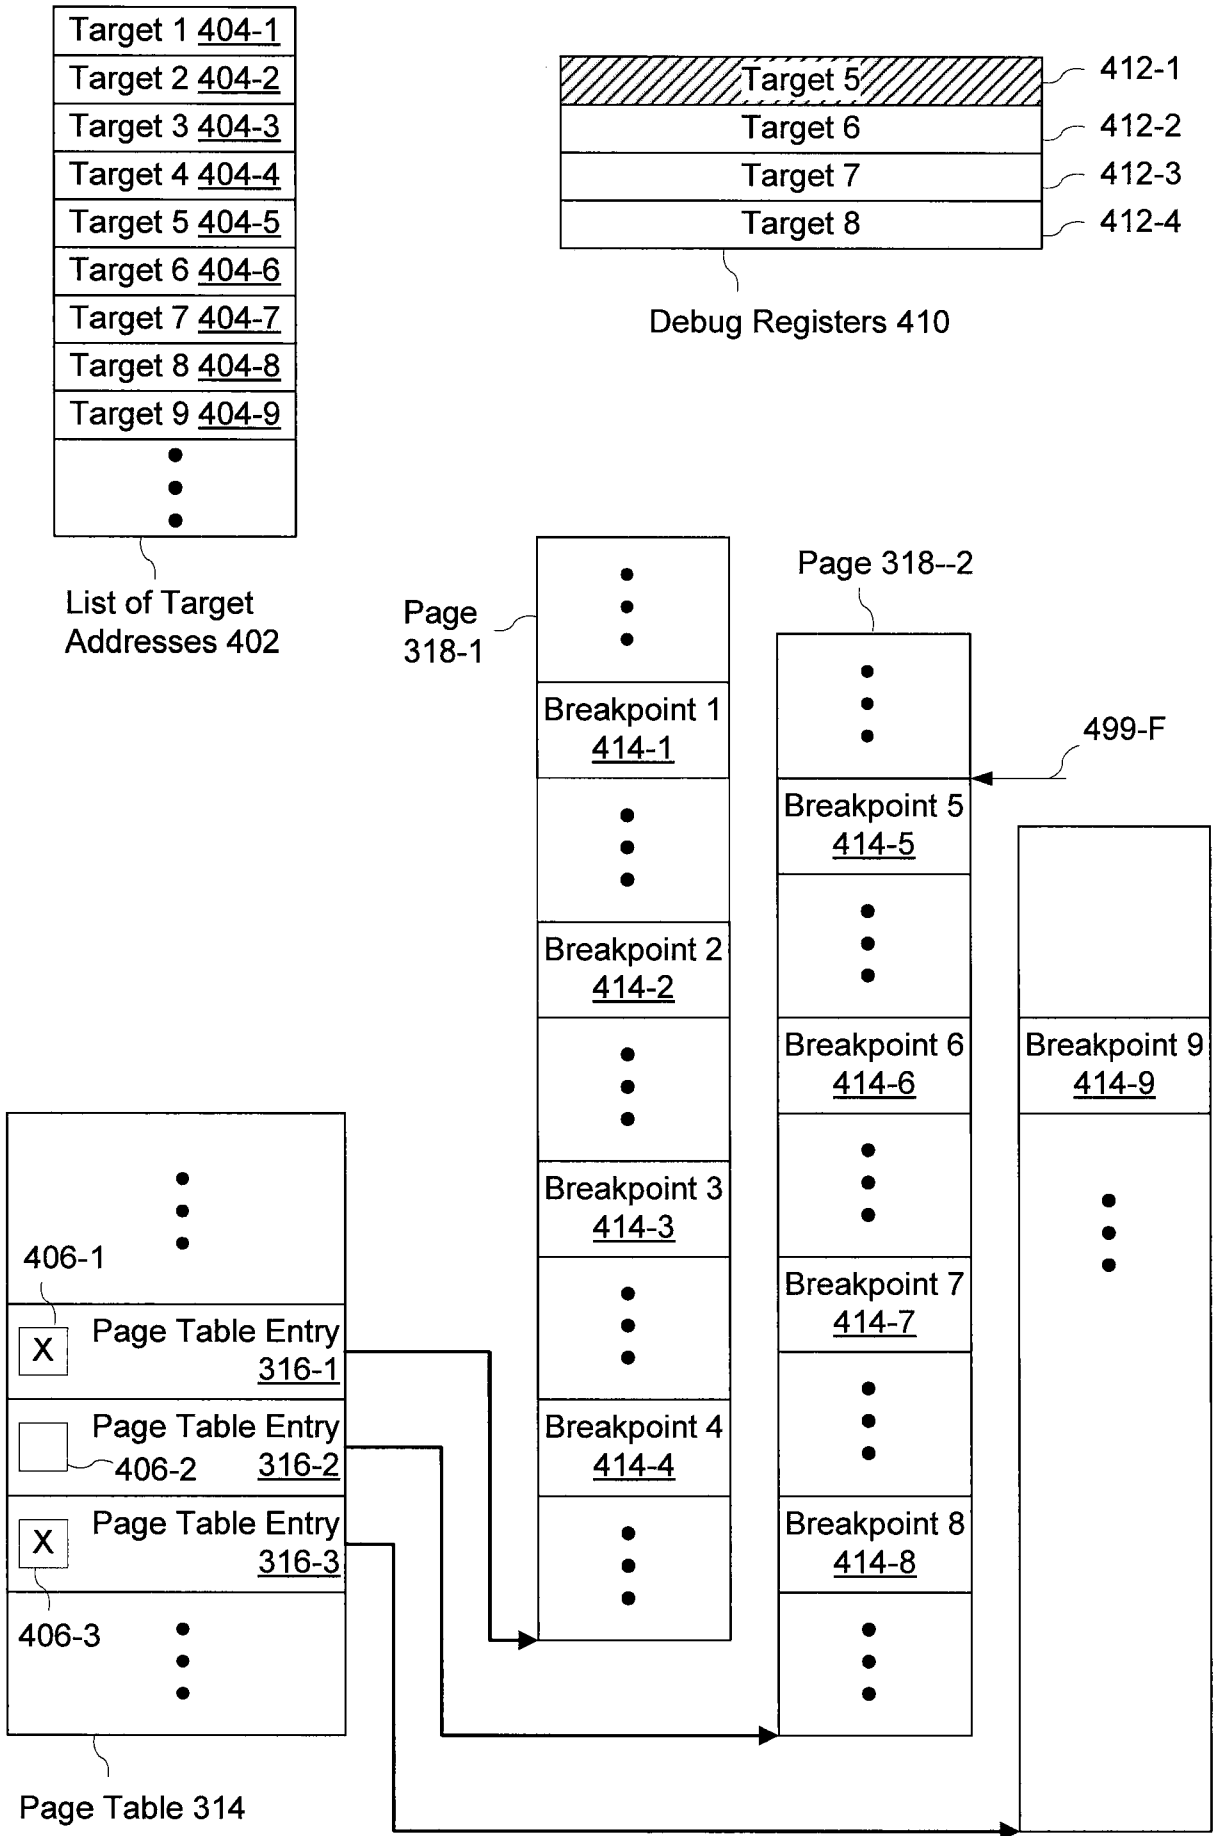 Target 1 404-1
Target 2 404-2
Target 3 404-3
Target 4 404-4
Target 5 404-5
Target 6 404-6
Target 7 404-7
Target 8 404-8
Target 9 404-9
List of Target
Addresses 402
Target 5
412-1
Target 6
412-2
Target 7
412-3
Target 8
412-4
Debug Registers 410
Page
318-1
Breakpoint 1
414-1
Breakpoint 2
414-2
Breakpoint 3
414-3
Breakpoint 4
414-4
Page 318--2
499-F
Breakpoint 5
414-5
Breakpoint 6
414-6
Breakpoint 7
414-7
Breakpoint 8
414-8
Breakpoint 9
414-9
406-1
X
Page Table Entry
316-1
Page Table Entry
316-2
406-2
X
Page Table Entry
316-3
406-3
Page Table 314